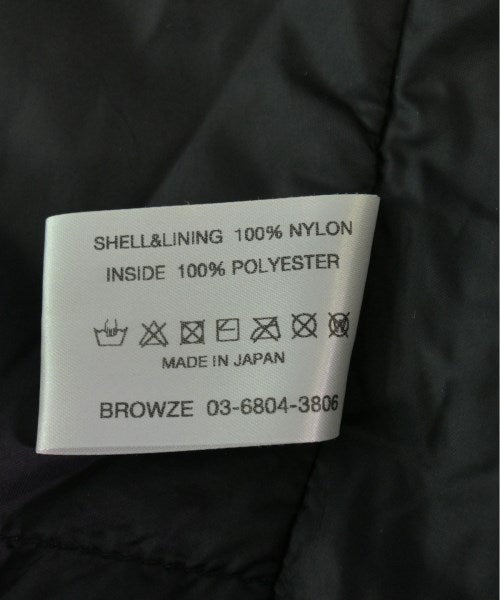 SHELL&LINING 100% NYLON
INSIDE 100% POLYESTER
MADE IN JAPAN
BROWZE 03-6804-3806